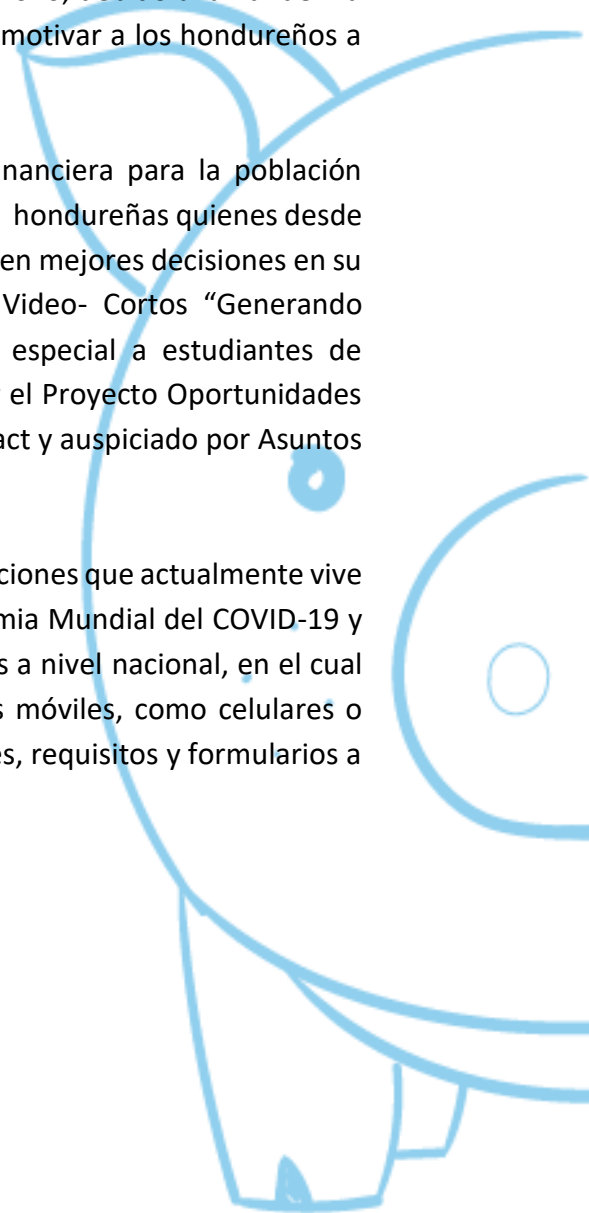 motivar a los hondureños a
nanciera para la población
hondureñas quienes desde
en mejores decisiones en su
Video- Cortos “Generando
especial a estudiantes de
el Proyecto Oportunidades
act y auspiciado por Asuntos
ciones que actualmente vive
mia Mundial del COVID-19 y
s a nivel nacional, en el cual
s móviles, como celulares o
es, requisitos y formularios a